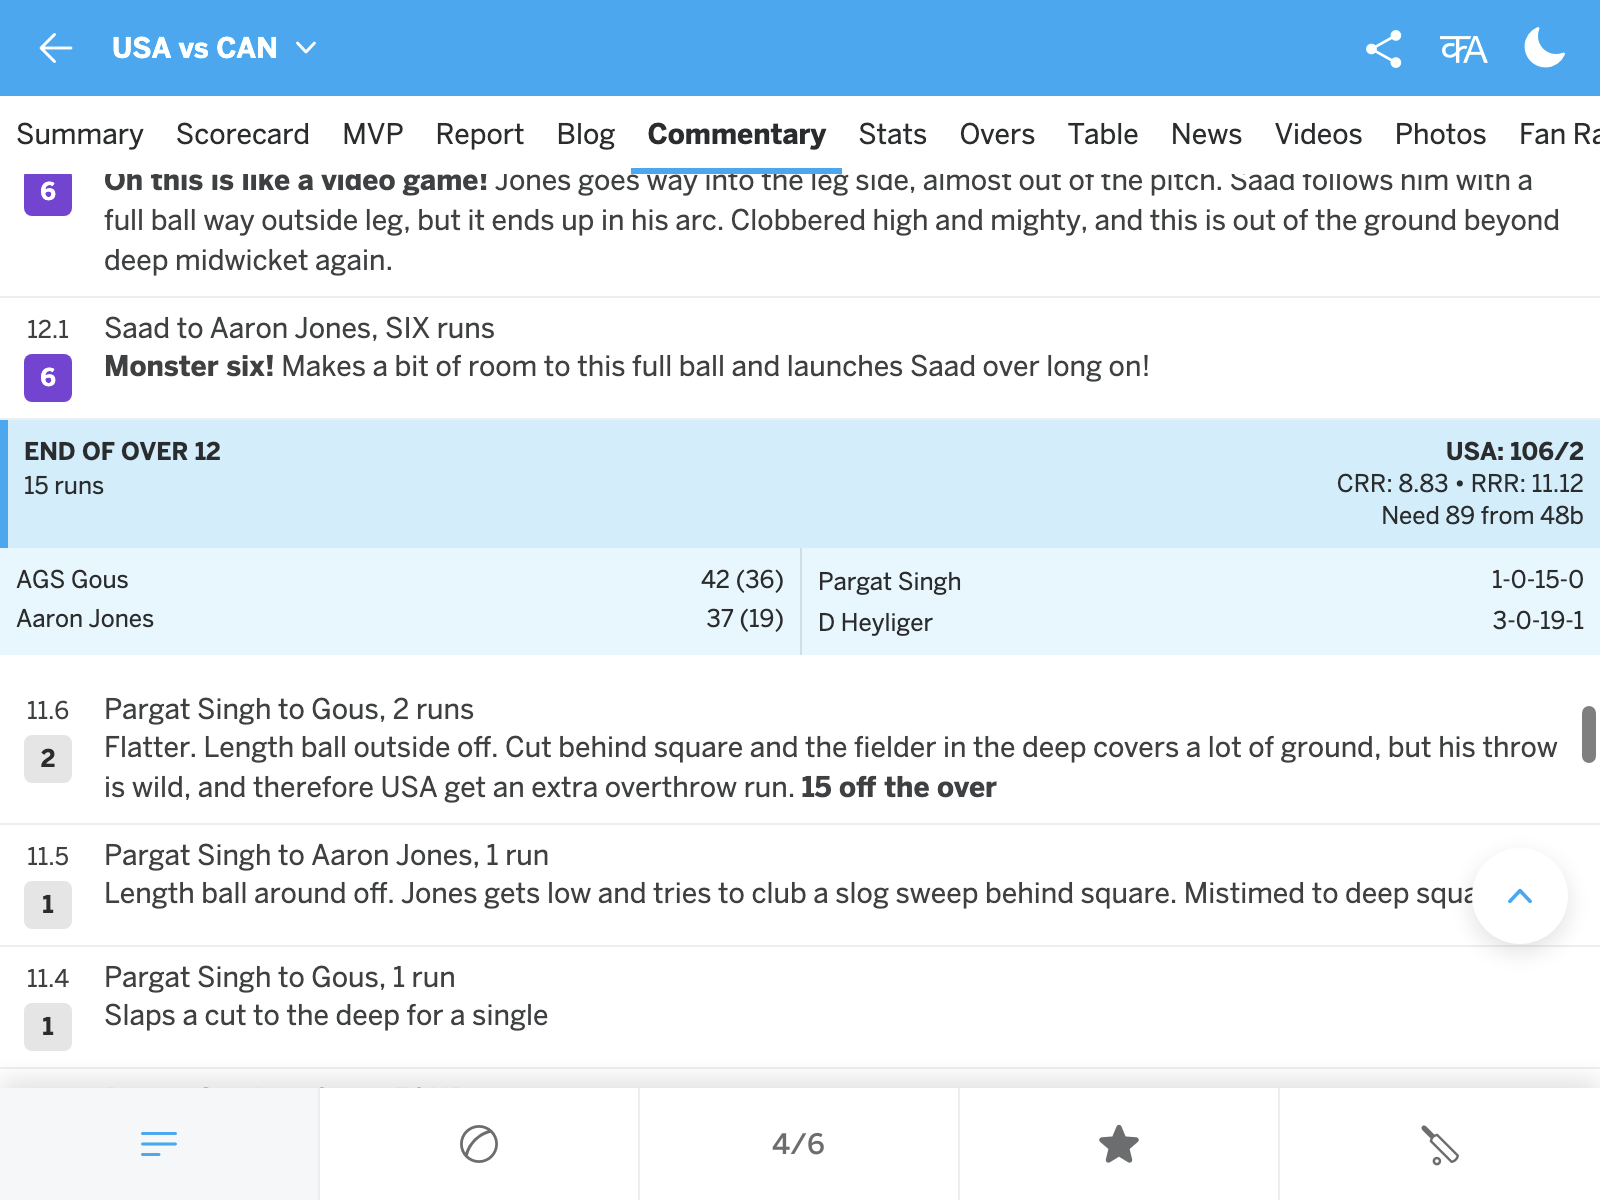 USA vs CAN
Summary Scorecard MVP Report Blog Commentary Stats Overs Table News Videos Photos Fan Ra
6
Oh this is like a video game! Jones goes way into the leg side, almost out of the pitch. Saad follows him with a
full ball way outside leg, but it ends up in his arc. Clobbered high and mighty, and this is out of the ground beyond
deep midwicket again.
12.1 Saad to Aaron Jones, SIX runs
6 Monster six! Makes a bit of room to this full ball and launches Saad over long on!
END OF OVER 12 USA: 106/2
15 runs CRR: 8.83 • RRR: 11.12
Need 89 from 48b
AGS Gous 42 (36) Pargat Singh 1-0-15-0
Aaron Jones 37 (19) D Heyliger 3-0-19-1
11.6 Pargat Singh to Gous, 2 runs
2 Flatter. Length ball outside off. Cut behind square and the fielder in the deep covers a lot of ground, but his throw
is wild, and therefore USA get an extra overthrow run. 15 off the over
11.5 Pargat Singh to Aaron Jones, 1 run
1 Length ball around off. Jones gets low and tries to club a slog sweep behind square. Mistimed to deep squa
11.4 Pargat Singh to Gous, 1 run
1 Slaps a cut to the deep for a single
4/6